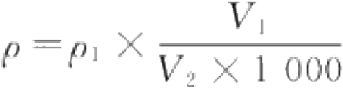 ρ = ρ₁ × V₁ / (V₂ × 1 000)